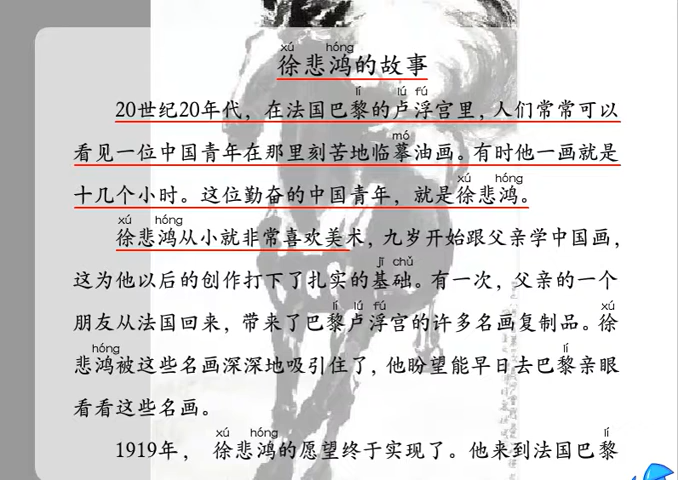 xú hóng
徐悲鸿的故事
lí lú fú
20世纪20年代，在法国巴黎的卢浮宫里，人们常常可以
mó
看见一位中国青年在那里刻苦地临摹油画。有时他一画就是
xú hóng
十几个小时。这位勤奋的中国青年，就是徐悲鸿。
xú hóng
徐悲鸿从小就非常喜欢美术，九岁开始跟父亲学中国画，
jī chǔ
这为他以后的创作打下了扎实的基础。有一次，父亲的一个
lí lú fú xú
朋友从法国回来，带来了巴黎卢浮宫的许多名画复制品。徐
hóng lí
悲鸿被这些名画深深地吸引住了，他盼望能早日去巴黎亲眼
看看这些名画。
xú hóng lí
1919年，徐悲鸿的愿望终于实现了。他来到法国巴黎